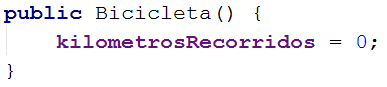 public Bicicleta() {
    kilometrosRecorridos = 0;
}